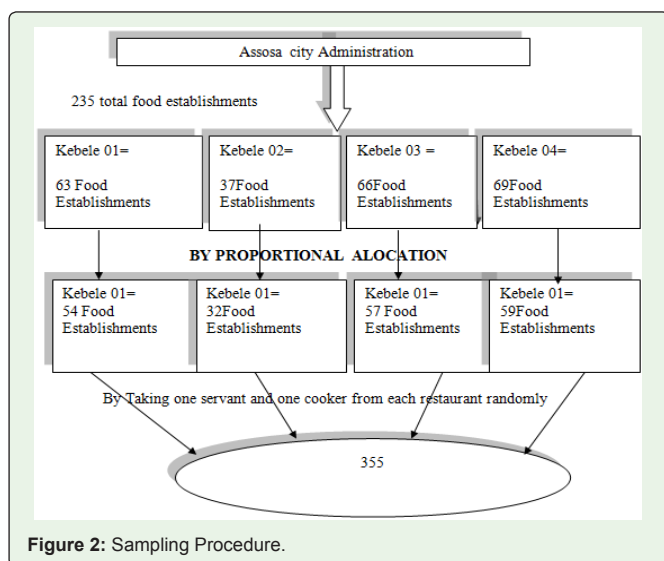 Assosa city Administration
235 total food establishments
Kebele 01=
63 Food
Establishments
Kebele 02=
37Food
Establishments
Kebele 03 =
66Food
Establishments
Kebele 04=
69Food
Establishments
BY PROPORTIONAL ALOCATION
Kebele 01=
54 Food
Establishments
Kebele 01=
32Food
Establishments
Kebele 01=
57 Food
Establishments
Kebele 01=
59Food
Establishments
By Taking one servant and one cooker from each restaurant randomly
355
Figure 2: Sampling Procedure.